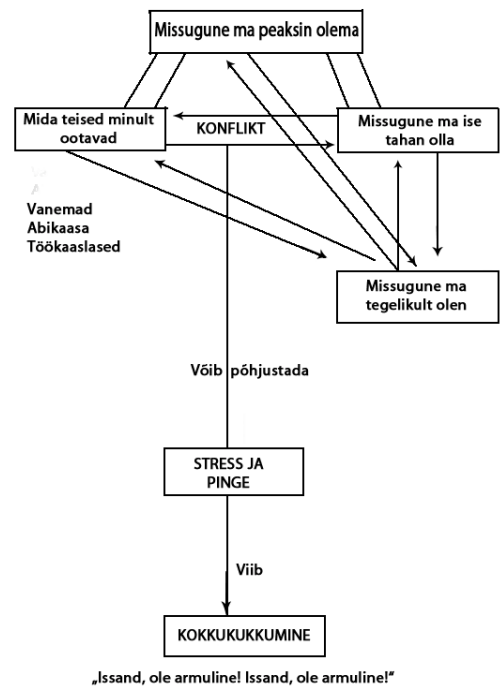 Missugune ma peaksin olema
Mida teised minult
ootavad
KONFLIKT
Missugune ma ise
tahan olla
Vanemad
Abikaasa
Töökaaslased
Missugune ma
tegelikult olen
Võib põhjustada
STRESS JA
PINGE
Viib
KOKKUKUKKUMINE
„Issand, ole armuline! Issand, ole armuline!“